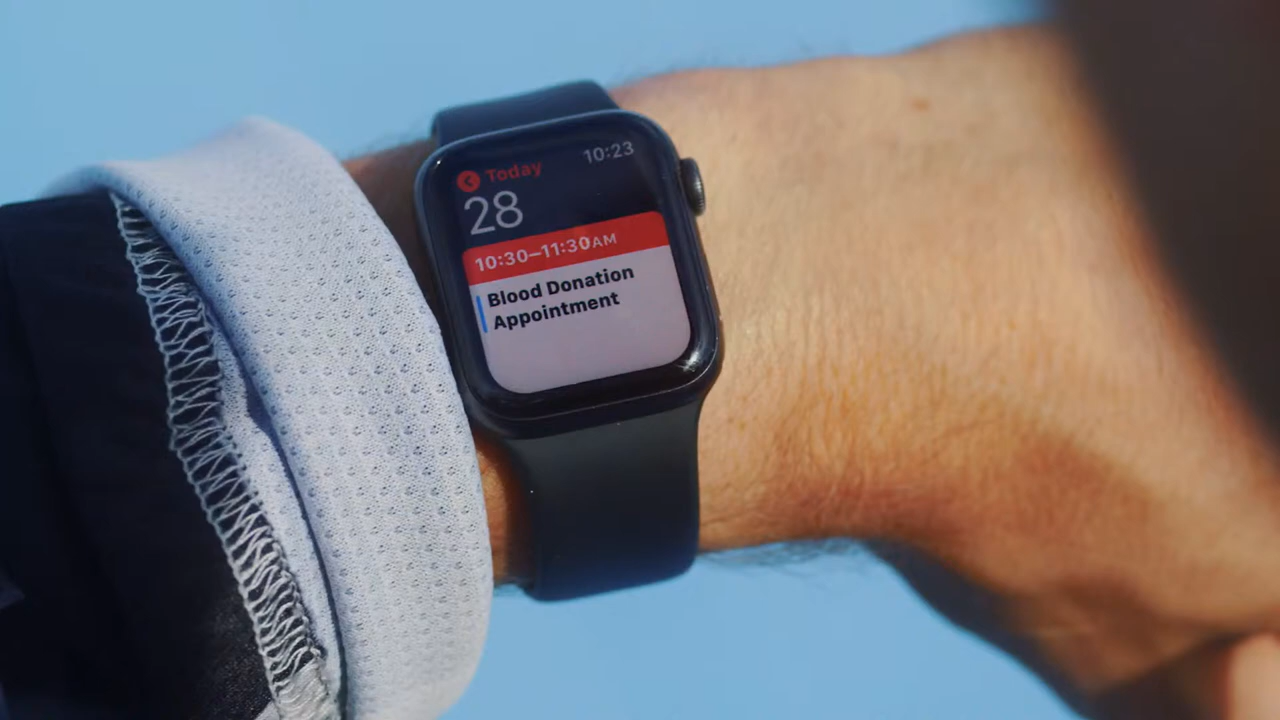 10:23
Today
28
10:30–11:30AM
Blood Donation
Appointment